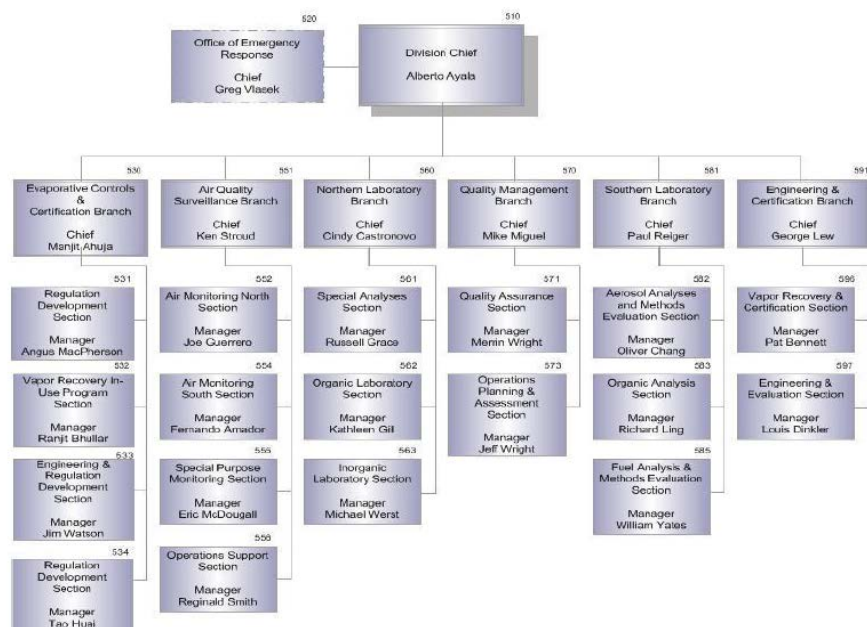 520
Office of Emergency
Response
Chief
Greg Vlasek
510
Division Chief
Alberto Ayala
530
Evaporative Controls
&
Certification Branch
Chief
Manjit Ahuja
551
Air Quality
Surveillance Branch
Chief
Ken Stroud
560
Northern Laboratory
Branch
Chief
Cindy Castronovo
570
Quality Management
Branch
Chief
Mike Miguel
581
Southern Laboratory
Branch
Chief
Paul Reiger
591
Engineering &
Certification Branch
Chief
George Lew
531
Regulation
Development
Section
Manager
Angus MacPherson
532
Vapor Recovery In-
Use Program
Section
Manager
Ranjit Bhullar
533
Engineering &
Regulation
Development
Section
Manager
Jim Watson
534
Regulation
Development
Section
Manager
Tao Huai
552
Air Monitoring North
Section
Manager
Joe Guerrero
554
Air Monitoring
South Section
Manager
Fernando Amador
555
Special Purpose
Monitoring Section
Manager
Eric McDougall
556
Operations Support
Section
Manager
Reginald Smith
561
Special Analyses
Section
Manager
Russell Grace
562
Organic Laboratory
Section
Manager
Kathleen Gill
563
Inorganic
Laboratory Section
Manager
Michael Werst
571
Quality Assurance
Section
Manager
Merrin Wright
573
Operations
Planning &
Assessment
Section
Manager
Jeff Wright
582
Aerosol Analyses
and Methods
Evaluation Section
Manager
Oliver Chang
583
Organic Analysis
Section
Manager
Richard Ling
585
Fuel Analysis &
Methods Evaluation
Section
Manager
William Yates
596
Vapor Recovery &
Certification Section
Manager
Pat Bennett
597
Engineering &
Evaluation Section
Manager
Louis Dinkler